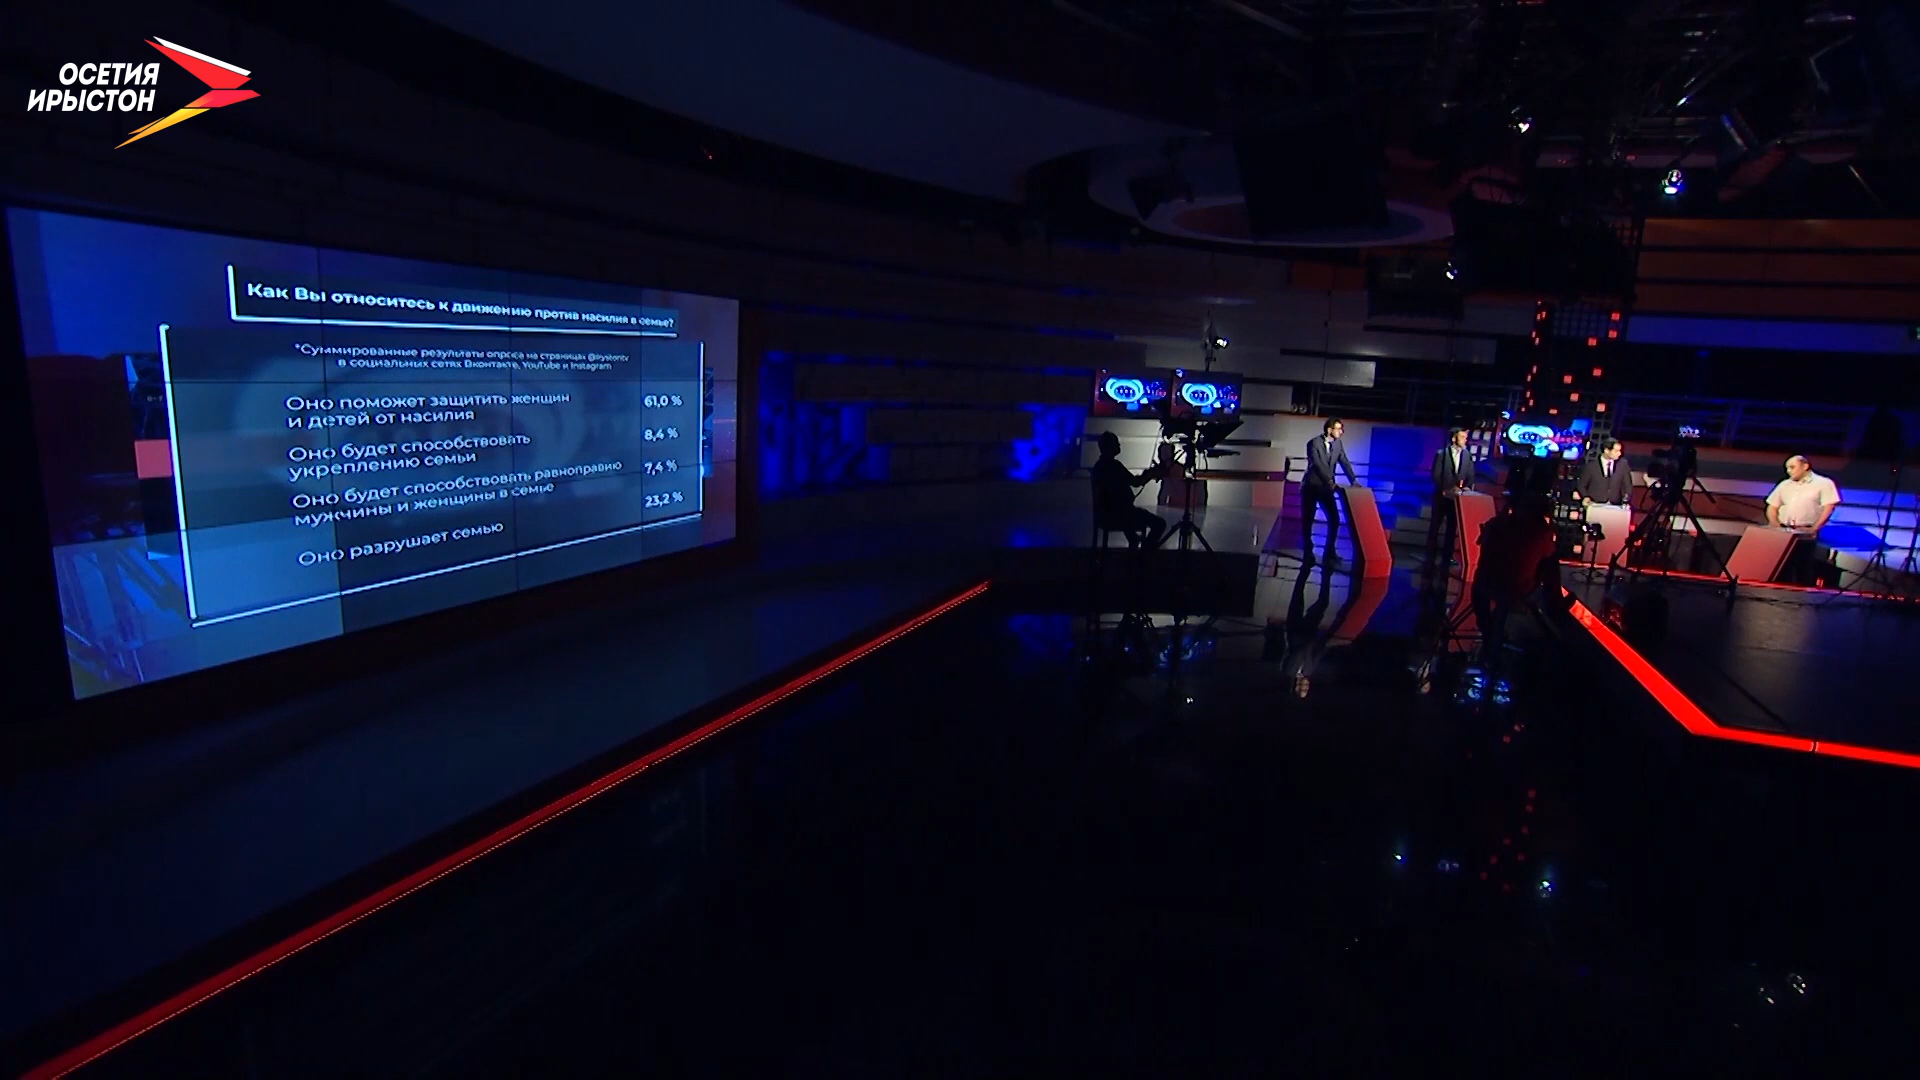 ОСЕТИЯ
ИРЫСТОН
Как Вы относитесь к движению против насилия в семье?
*Суммированные результаты опроса на страницах @irystontv
в социальных сетях Вконтакте, YouTube и Instagram
Оно поможет защитить женщин
и детей от насилия
61,0 %
Оно будет способствовать
укреплению семьи
8,4 %
Оно будет способствовать равноправию
мужчины и женщины в семье
7,4 %
Оно разрушает семью
23,2 %